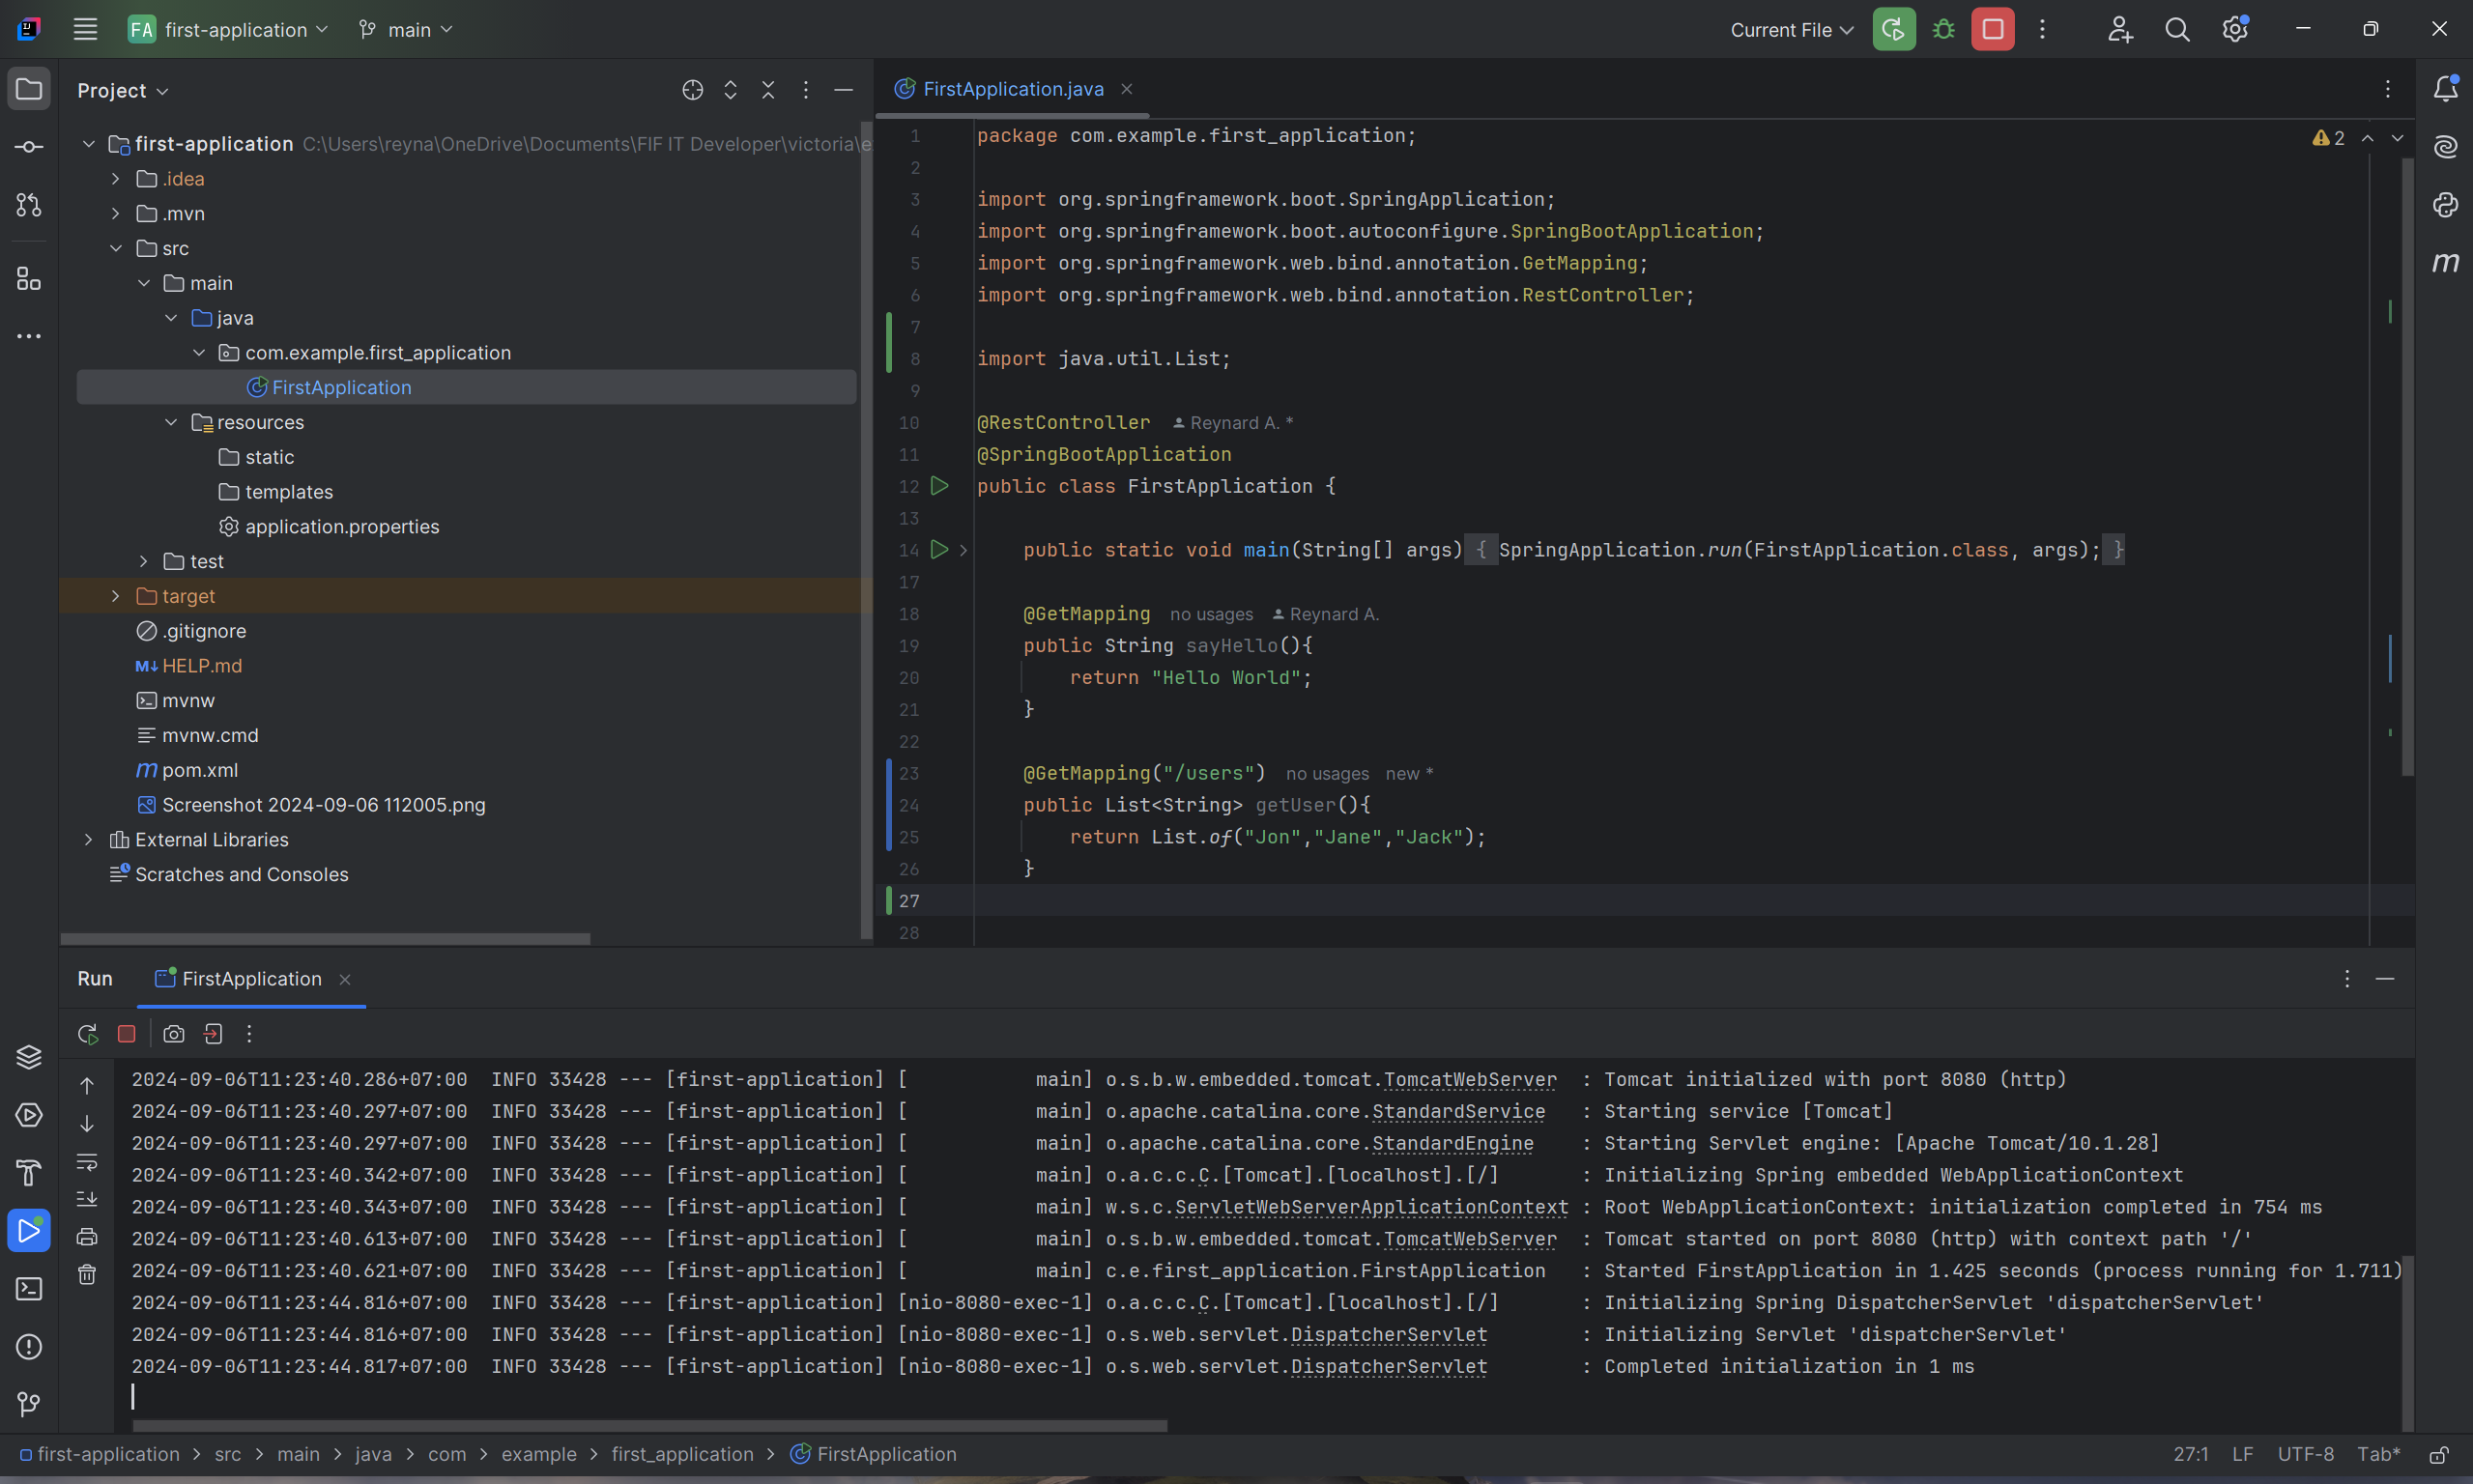 FA first-application main Current File
Project
first-application C:\Users\reyna\OneDrive\Documents\FIF IT Developer\victoria\e
.idea
.mvn
src
main
java
com.example.first_application
FirstApplication
resources
static
templates
application.properties
test
target
.gitignore
M↓ HELP.md
mvnw
mvnw.cmd
m pom.xml
Screenshot 2024-09-06 112005.png
External Libraries
Scratches and Consoles
FirstApplication.java
2
1 package com.example.first_application;
2
3 import org.springframework.boot.SpringApplication;
4 import org.springframework.boot.autoconfigure.SpringBootApplication;
5 import org.springframework.web.bind.annotation.GetMapping;
6 import org.springframework.web.bind.annotation.RestController;
7
8 import java.util.List;
9
10 @RestController Reynard A. *
11 @SpringBootApplication
12 public class FirstApplication {
13
14 public static void main(String[] args) { SpringApplication.run(FirstApplication.class, args); }
17
18 @GetMapping no usages Reynard A.
19 public String sayHello(){
20 return "Hello World";
21 }
22
23 @GetMapping("/users") no usages new *
24 public List<String> getUser(){
25 return List.of("Jon","Jane","Jack");
26 }
27
28
m
Run FirstApplication
2024-09-06T11:23:40.286+07:00  INFO 33428 --- [first-application] [           main] o.s.b.w.embedded.tomcat.TomcatWebServer  : Tomcat initialized with port 8080 (http)
2024-09-06T11:23:40.297+07:00  INFO 33428 --- [first-application] [           main] o.apache.catalina.core.StandardService   : Starting service [Tomcat]
2024-09-06T11:23:40.297+07:00  INFO 33428 --- [first-application] [           main] o.apache.catalina.core.StandardEngine    : Starting Servlet engine: [Apache Tomcat/10.1.28]
2024-09-06T11:23:40.342+07:00  INFO 33428 --- [first-application] [           main] o.a.c.c.C.[Tomcat].[localhost].[/]       : Initializing Spring embedded WebApplicationContext
2024-09-06T11:23:40.343+07:00  INFO 33428 --- [first-application] [           main] w.s.c.ServletWebServerApplicationContext : Root WebApplicationContext: initialization completed in 754 ms
2024-09-06T11:23:40.613+07:00  INFO 33428 --- [first-application] [           main] o.s.b.w.embedded.tomcat.TomcatWebServer  : Tomcat started on port 8080 (http) with context path '/'
2024-09-06T11:23:40.621+07:00  INFO 33428 --- [first-application] [           main] c.e.first_application.FirstApplication   : Started FirstApplication in 1.425 seconds (process running for 1.711)
2024-09-06T11:23:44.816+07:00  INFO 33428 --- [first-application] [nio-8080-exec-1] o.a.c.c.C.[Tomcat].[localhost].[/]       : Initializing Spring DispatcherServlet 'dispatcherServlet'
2024-09-06T11:23:44.816+07:00  INFO 33428 --- [first-application] [nio-8080-exec-1] o.s.web.servlet.DispatcherServlet        : Initializing Servlet 'dispatcherServlet'
2024-09-06T11:23:44.817+07:00  INFO 33428 --- [first-application] [nio-8080-exec-1] o.s.web.servlet.DispatcherServlet        : Completed initialization in 1 ms
first-application > src > main > java > com > example > first_application > FirstApplication 27:1 LF UTF-8 Tab*